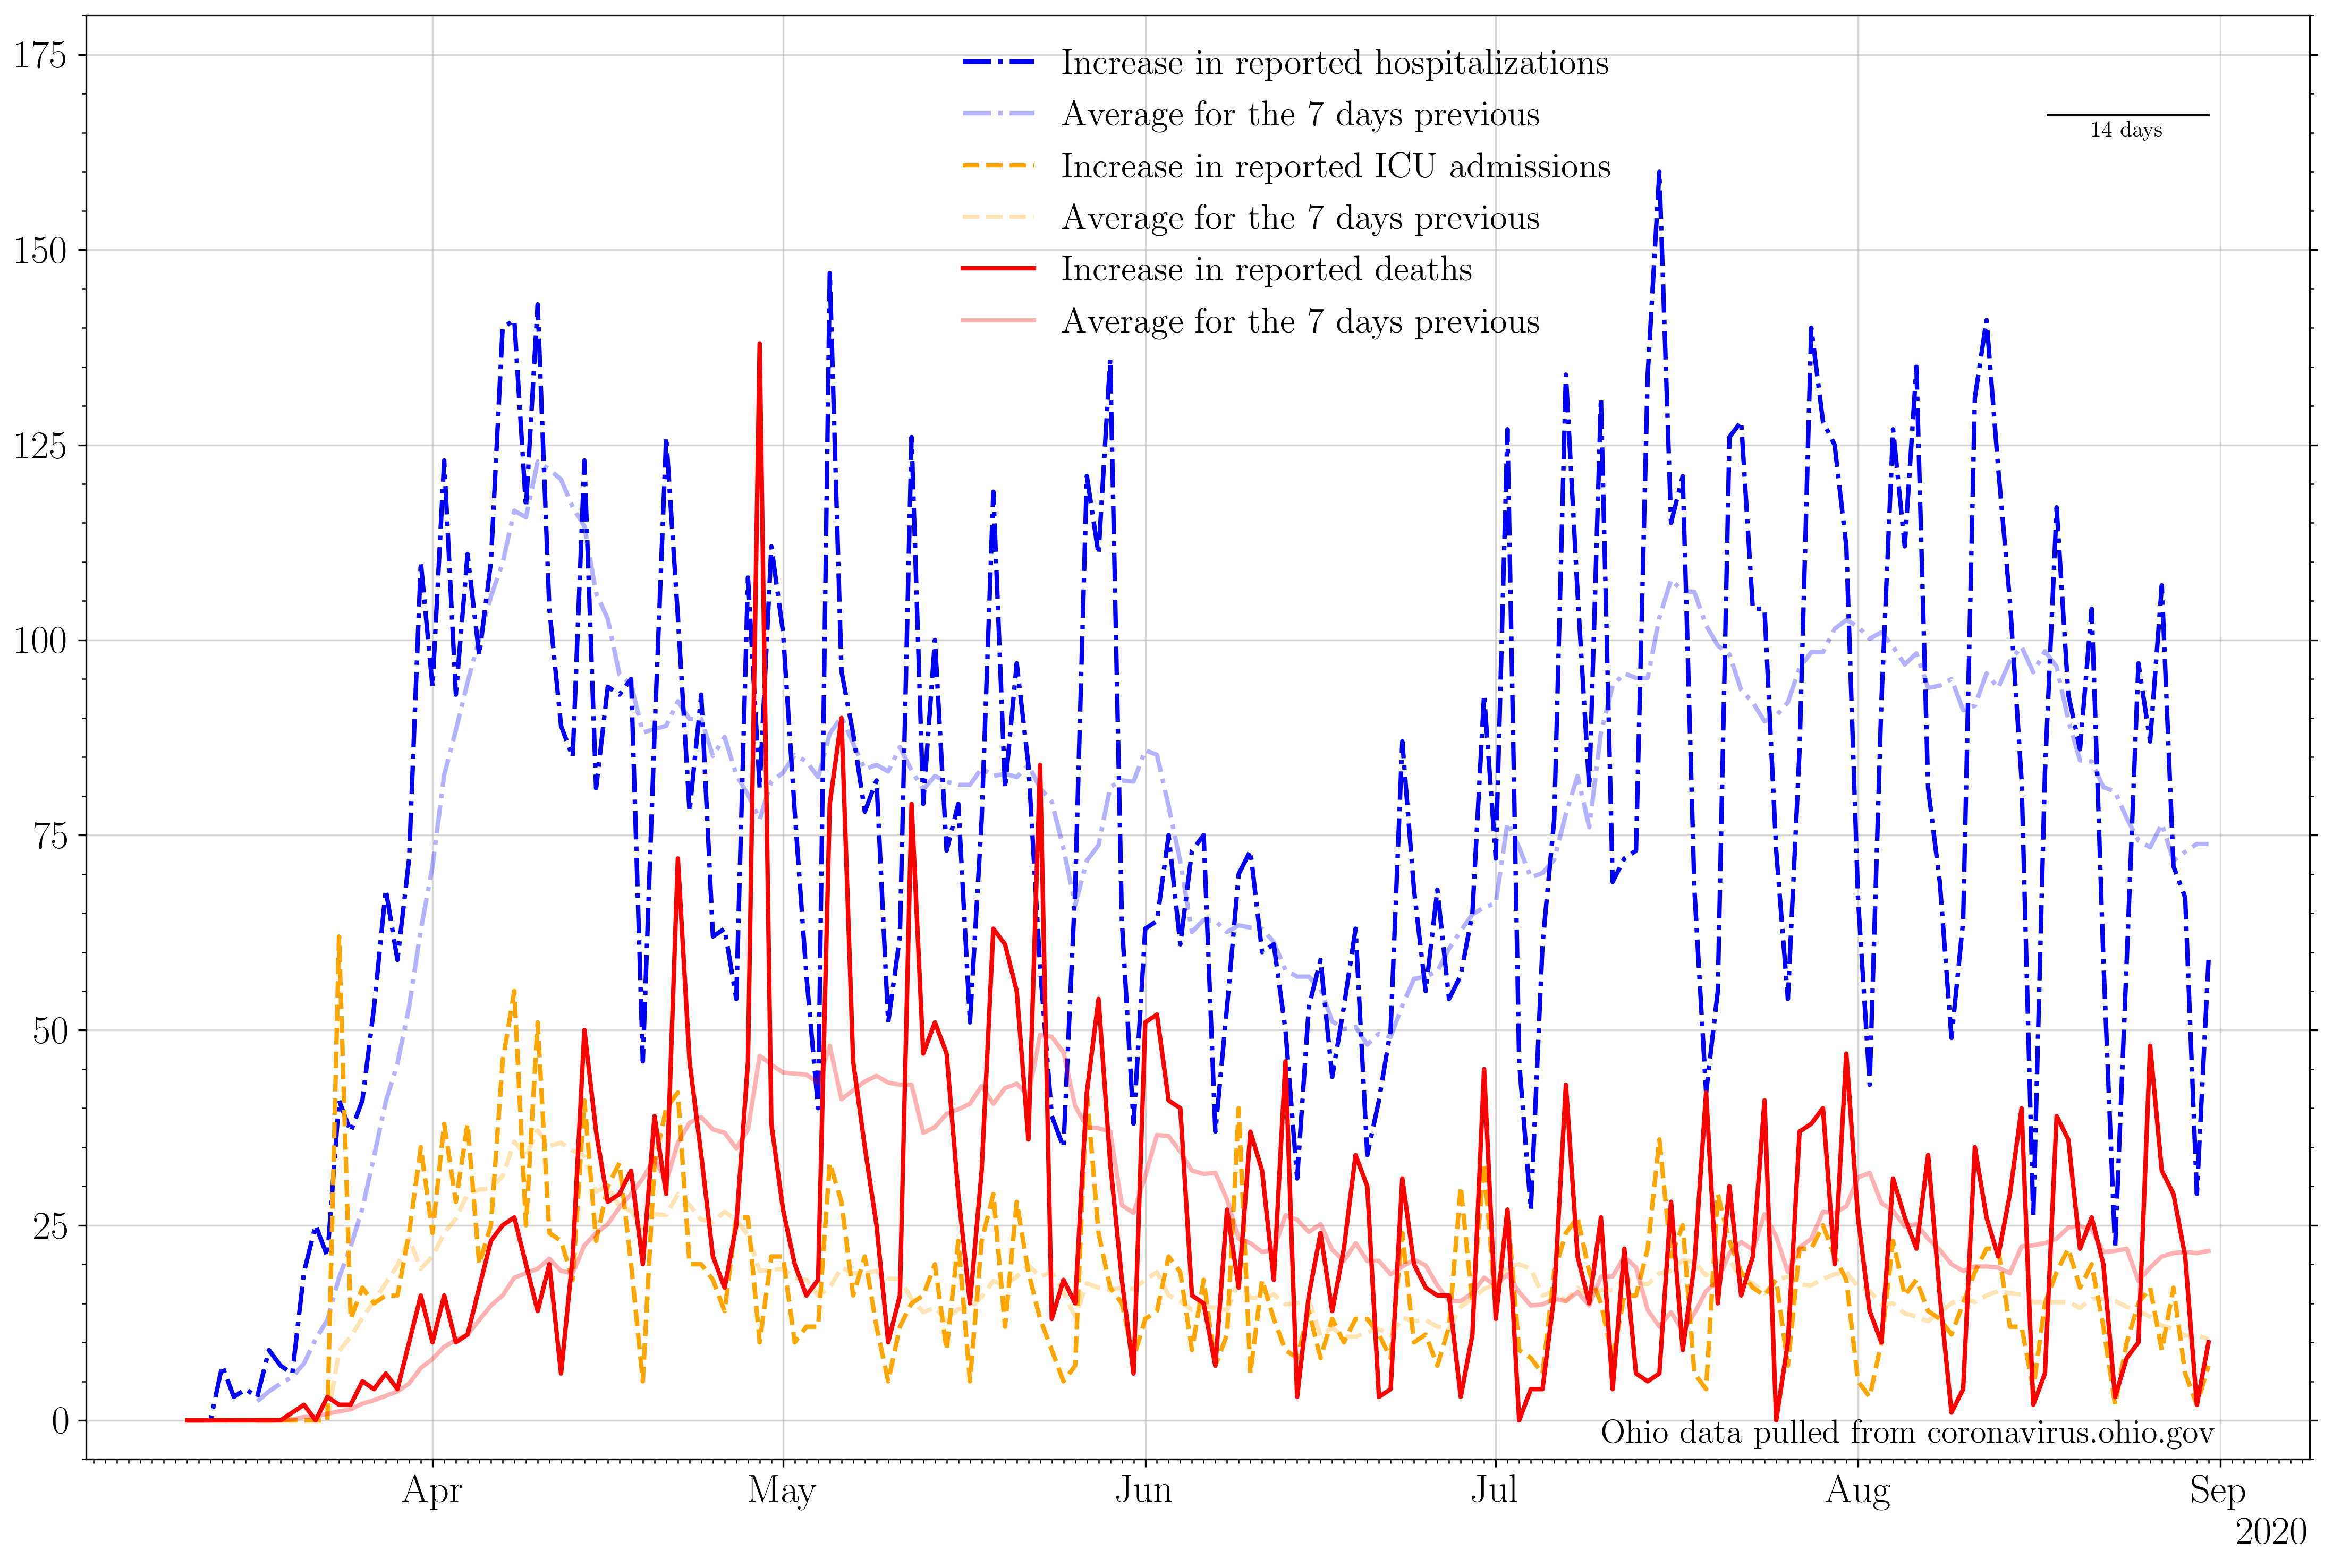 175
150
125
100
75
50
25
0
Increase in reported hospitalizations
Average for the 7 days previous
Increase in reported ICU admissions
Average for the 7 days previous
Increase in reported deaths
Average for the 7 days previous
14 days
Ohio data pulled from coronavirus.ohio.gov
Apr May Jun Jul Aug Sep
2020